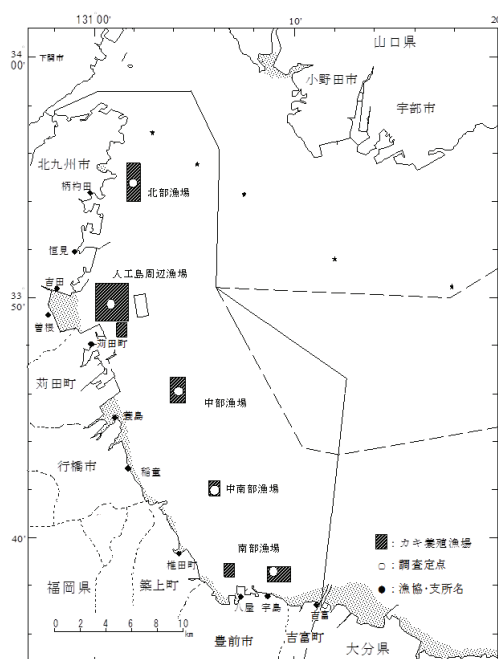 131 00′
10′
20
34
00′
下関市
山口県
小野田市
宇部市
北九州市
柄杓田
北部漁場
恒見
人工島周辺漁場
吉田
33
50′
曽根
苅田町
苅田町
中部漁場
蓑島
行橋市
稲童
中南部漁場
40′
椎田町
南部漁場
：カキ養殖漁場
：調査定点
：漁協・支所名
福岡県
築上町
八屋
宇島
吉富
0 2 4 6 8 10
km
豊前市
吉富町
大分県